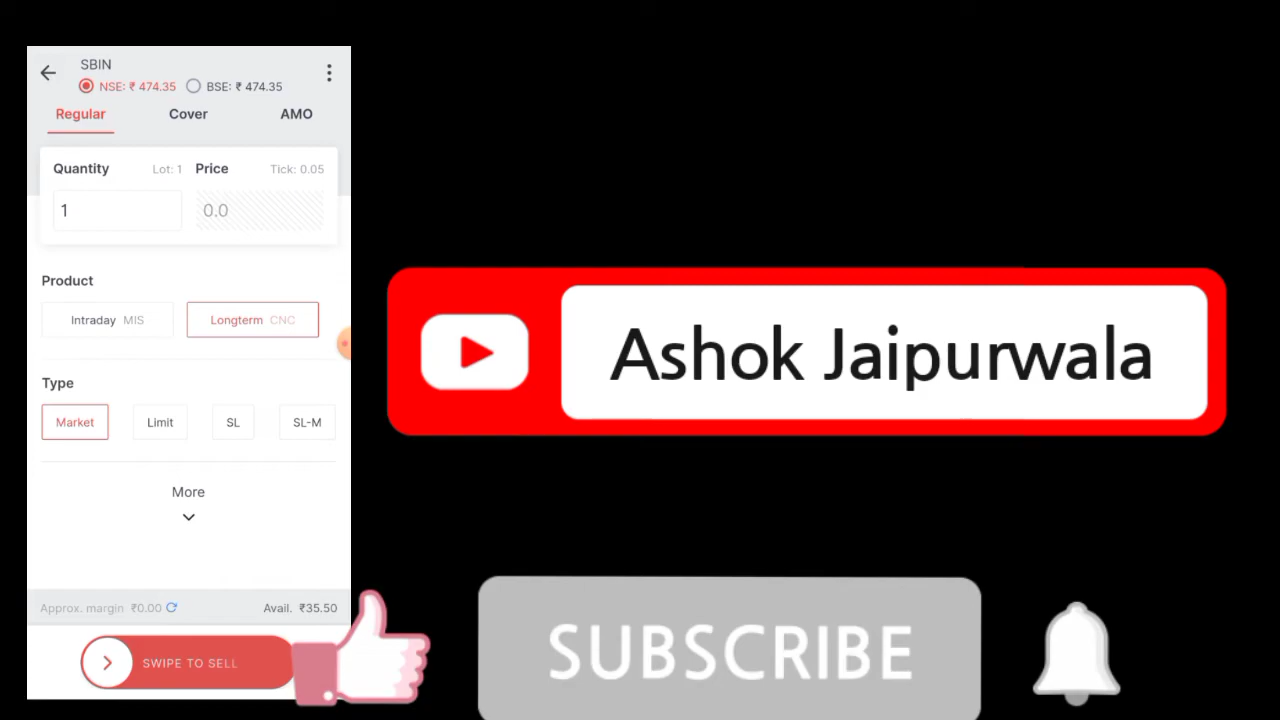 SBIN
NSE: ₹ 474.35 BSE: ₹ 474.35
Regular Cover AMO
Quantity Lot: 1 Price Tick: 0.05
1 0.0
Product
Intraday MIS Longterm CNC
Type
Market Limit SL SL-M
More
Approx. margin ₹0.00 Avail. ₹35.50
SWIPE TO SELL
Ashok Jaipurwala
SUBSCRIBE